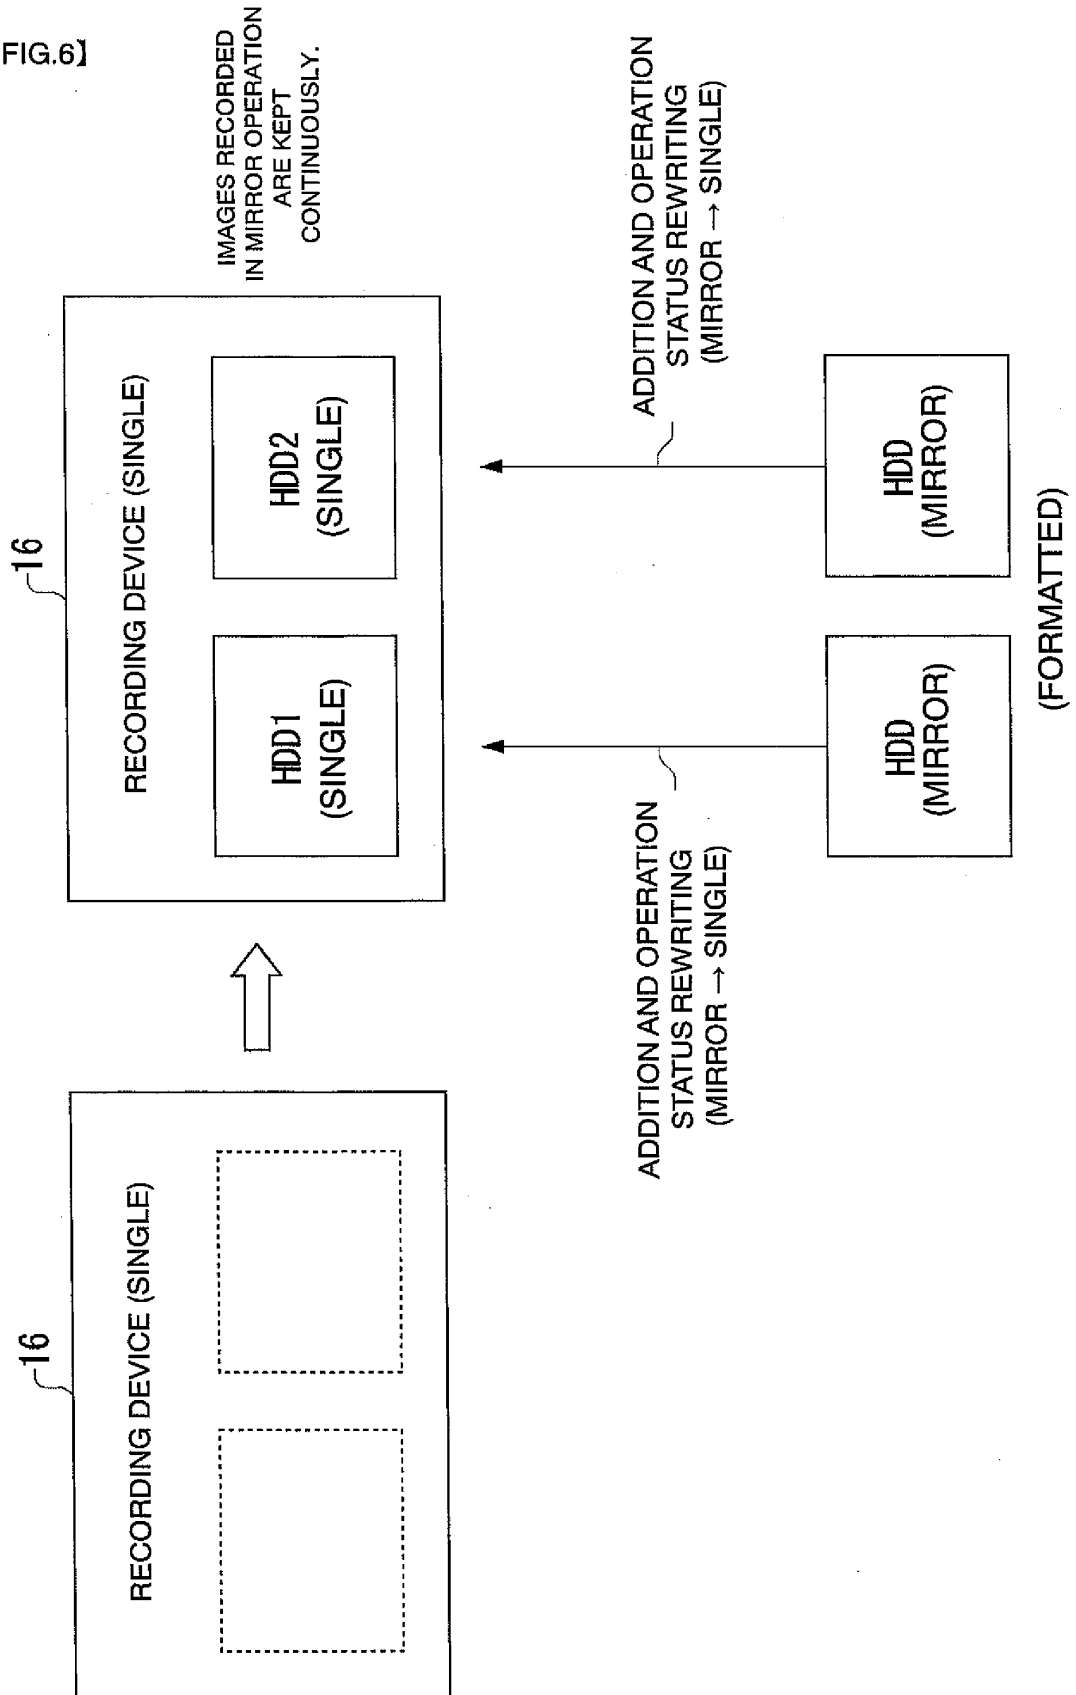 FIG.6】
16
RECORDING DEVICE (SINGLE)
16
RECORDING DEVICE (SINGLE)
HDD1
(SINGLE)
HDD2
(SINGLE)
IMAGES RECORDED
IN MIRROR OPERATION
ARE KEPT
CONTINUOUSLY.
ADDITION AND OPERATION
STATUS REWRITING
(MIRROR → SINGLE)
ADDITION AND OPERATION
STATUS REWRITING
(MIRROR → SINGLE)
HDD
(MIRROR)
HDD
(MIRROR)
(FORMATTED)